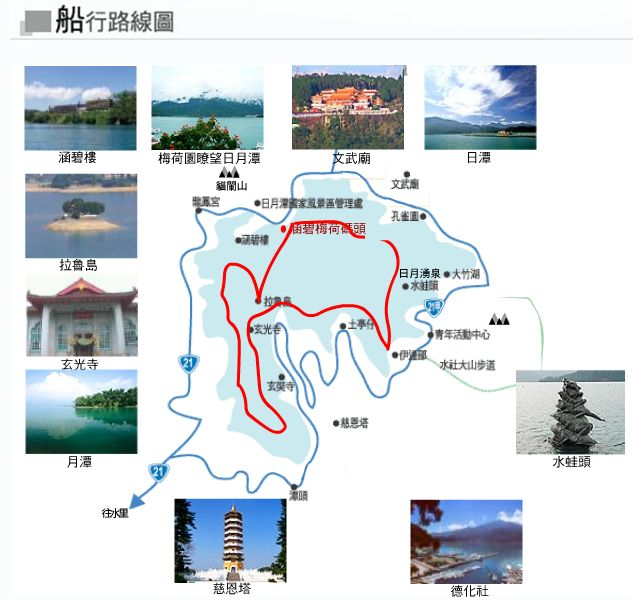 船行路線圖
涵碧樓
梅荷園瞭望日月潭
文武廟
日潭
貓闌山
文武廟
龍鳳宮
日月潭國家風景區管理處
孔雀園
涵碧梅荷碼頭
涵碧樓
拉魯島
日月湧泉
大竹湖
水蛙頭
拉魯島
21甲
玄光寺
土亭仔
青年活動中心
玄光寺
伊達邵
水社大山步道
21
玄奘寺
月潭
慈恩塔
水蛙頭
21
潭頭
往水里
慈恩塔
德化社